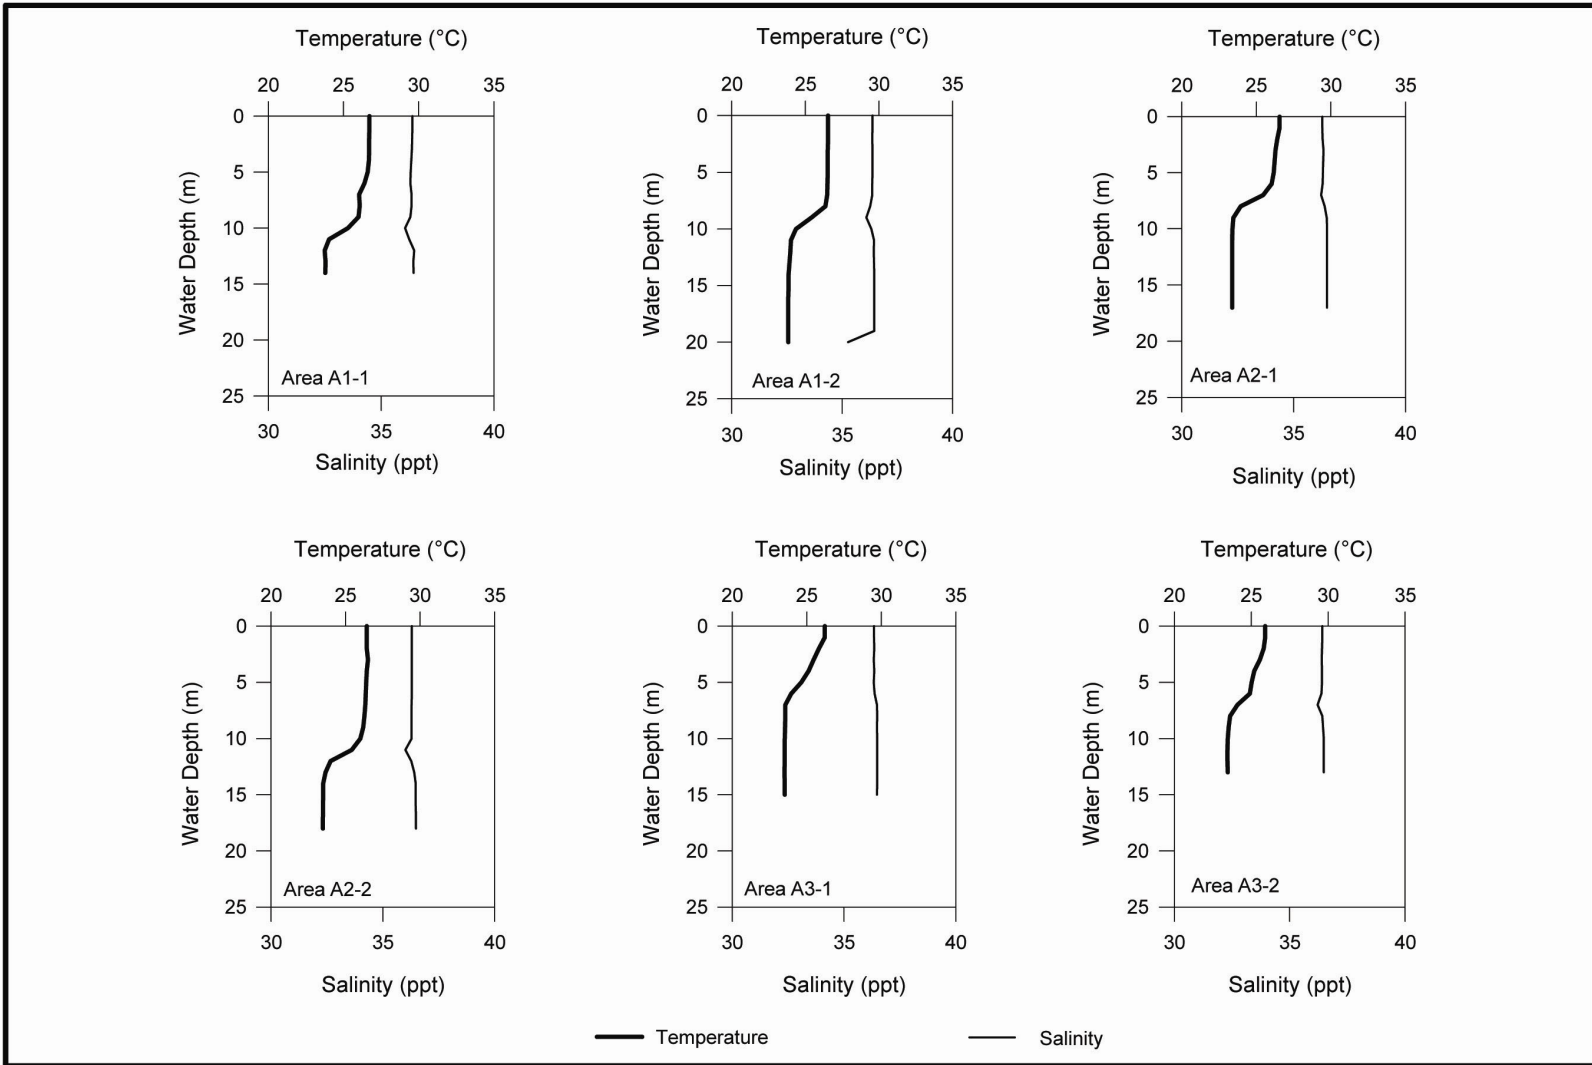 Temperature (°C) Temperature (°C) Temperature (°C)
20 25 30 35 20 25 30 35 20 25 30 35
0 0 0
5 5 5
10 10 10
15 15 15
20 20 20
25 25 25
Water Depth (m) Water Depth (m) Water Depth (m)
Area A1-1 Area A1-2 Area A2-1
30 35 40 30 35 40 30 35 40
Salinity (ppt) Salinity (ppt) Salinity (ppt)
Temperature (°C) Temperature (°C) Temperature (°C)
20 25 30 35 20 25 30 35 20 25 30 35
0 0 0
5 5 5
10 10 10
15 15 15
20 20 20
25 25 25
Water Depth (m) Water Depth (m) Water Depth (m)
Area A2-2 Area A3-1 Area A3-2
30 35 40 30 35 40 30 35 40
Salinity (ppt) Salinity (ppt) Salinity (ppt)
Temperature Salinity